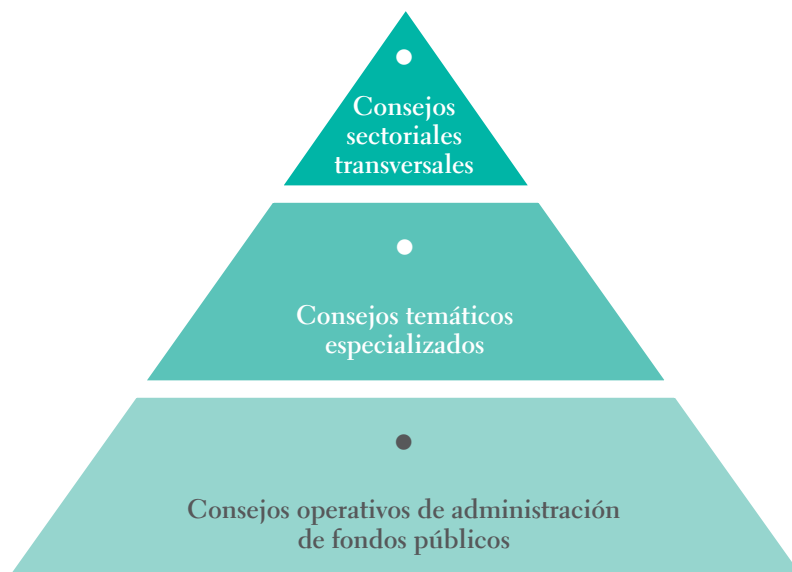 Consejos
sectoriales
transversales
Consejos temáticos
especializados
Consejos operativos de administración
de fondos públicos